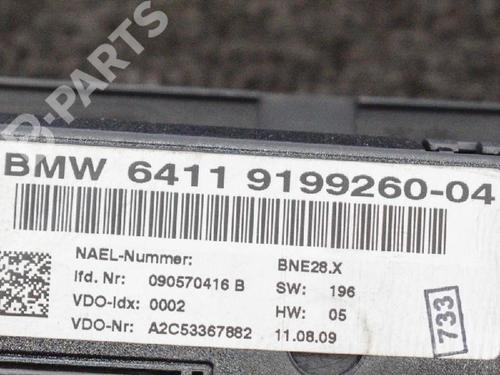 B-PARTS
BMW 6411 9199260-04
NAEL-Nummer: BNE28.X
lfd. Nr: 090570416 B SW: 196
VDO-Idx: 0002 HW: 05
VDO-Nr: A2C53367882 11.08.09
733